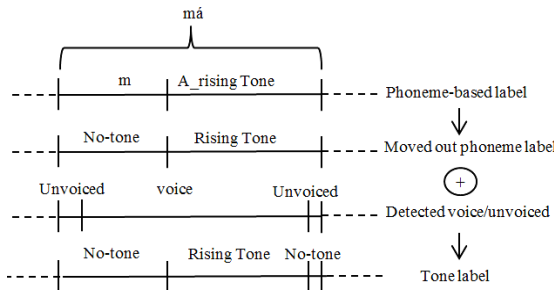 má
m A_rising Tone Phoneme-based label
No-tone Rising Tone Moved out phoneme label
+
Unvoiced voice Unvoiced Detected voice/unvoiced
No-tone Rising Tone No-tone Tone label